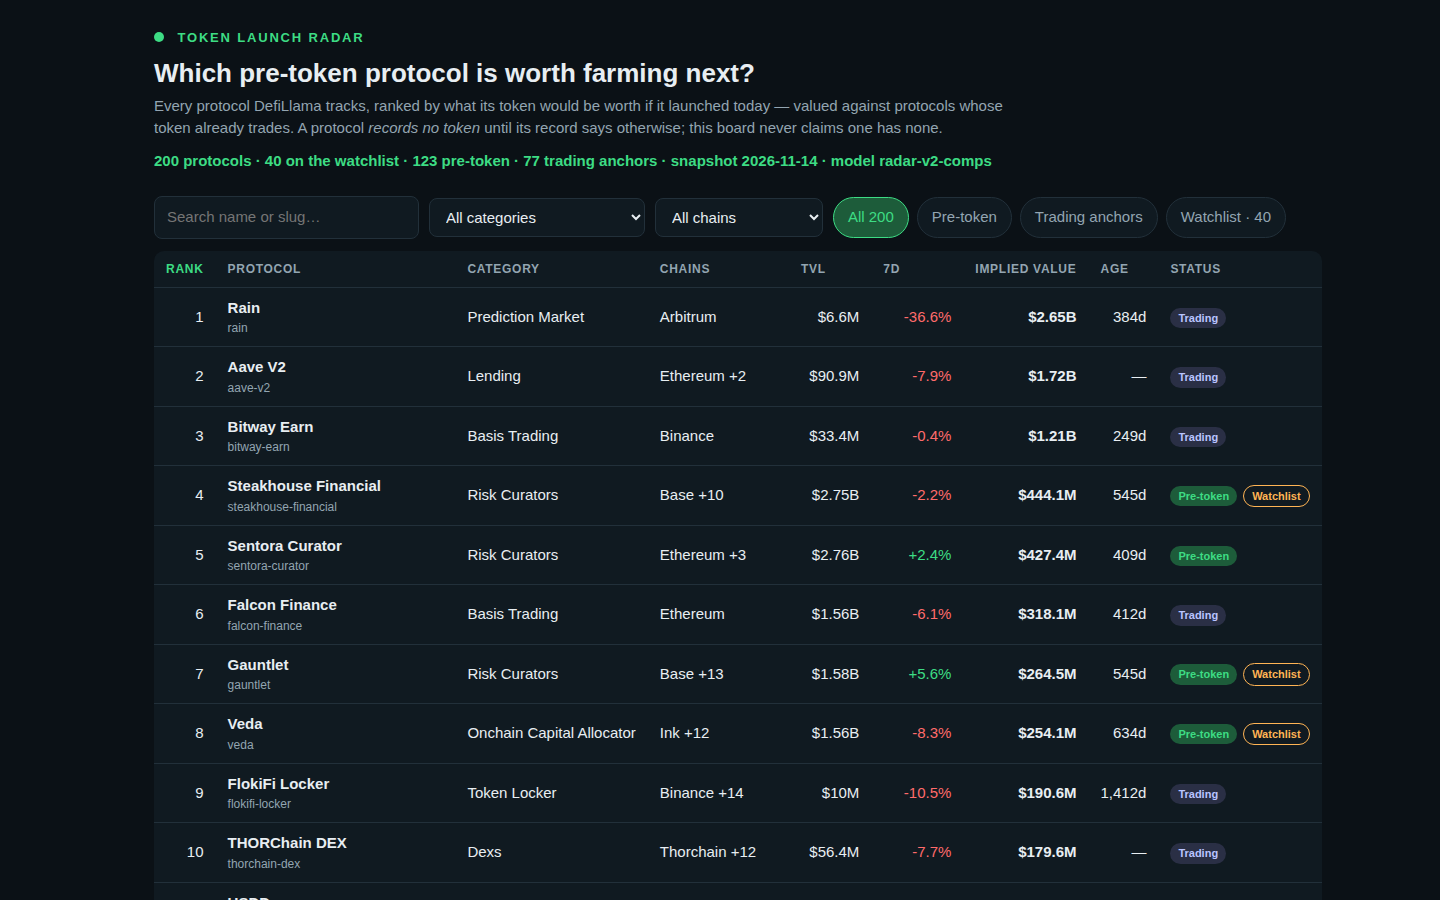 TOKEN LAUNCH RADAR
Which pre-token protocol is worth farming next?
Every protocol DefiLlama tracks, ranked by what its token would be worth if it launched today — valued against protocols whose
token already trades. A protocol records no token until its record says otherwise; this board never claims one has none.
200 protocols · 40 on the watchlist · 123 pre-token · 77 trading anchors · snapshot 2026-11-14 · model radar-v2-comps
Search name or slug… All categories All chains All 200 Pre-token Trading anchors Watchlist · 40
RANK PROTOCOL CATEGORY CHAINS TVL 7D IMPLIED VALUE AGE STATUS
1 Rain Prediction Market Arbitrum $6.6M -36.6% $2.65B 384d Trading
rain
2 Aave V2 Lending Ethereum +2 $90.9M -7.9% $1.72B — Trading
aave-v2
3 Bitway Earn Basis Trading Binance $33.4M -0.4% $1.21B 249d Trading
bitway-earn
4 Steakhouse Financial Risk Curators Base +10 $2.75B -2.2% $444.1M 545d Pre-token Watchlist
steakhouse-financial
5 Sentora Curator Risk Curators Ethereum +3 $2.76B +2.4% $427.4M 409d Pre-token
sentora-curator
6 Falcon Finance Basis Trading Ethereum $1.56B -6.1% $318.1M 412d Trading
falcon-finance
7 Gauntlet Risk Curators Base +13 $1.58B +5.6% $264.5M 545d Pre-token Watchlist
gauntlet
8 Veda Onchain Capital Allocator Ink +12 $1.56B -8.3% $254.1M 634d Pre-token Watchlist
veda
9 FlokiFi Locker Token Locker Binance +14 $10M -10.5% $190.6M 1,412d Trading
flokifi-locker
10 THORChain DEX Dexs Thorchain +12 $56.4M -7.7% $179.6M — Trading
thorchain-dex